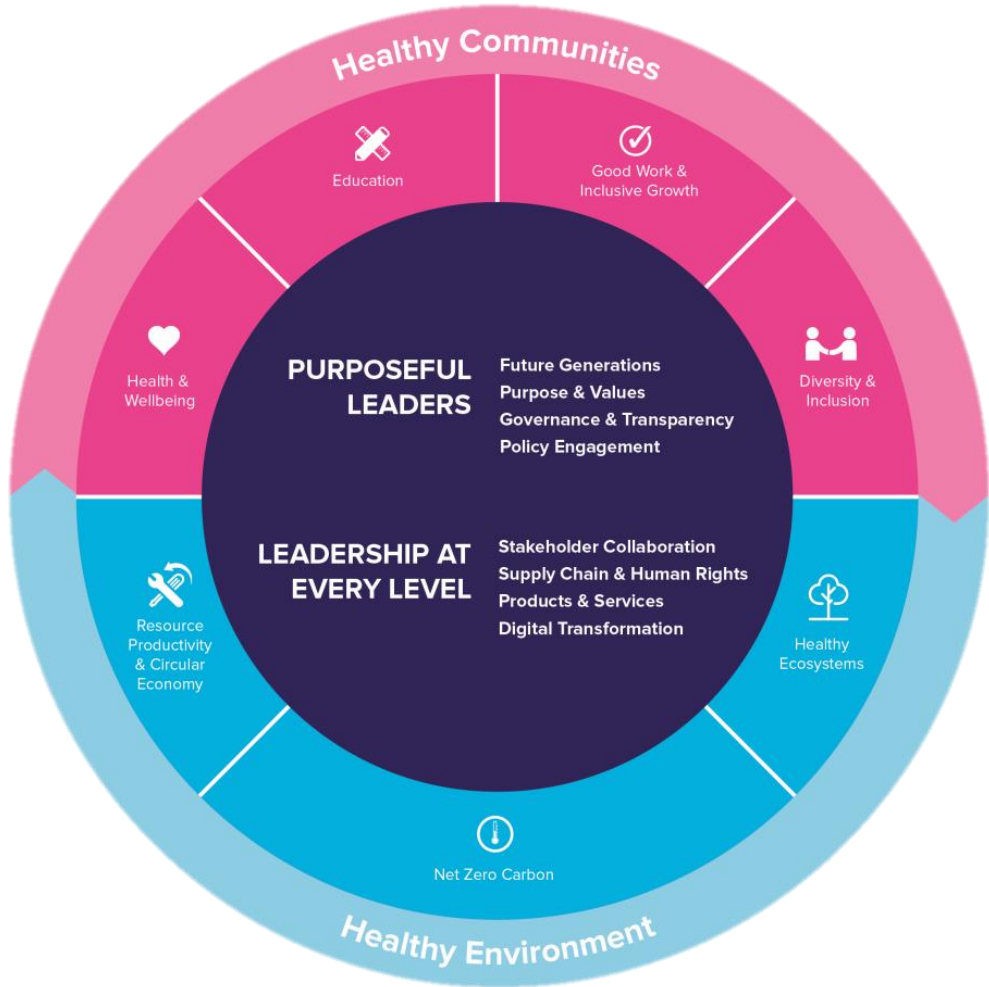 Healthy Communities
Education
Good Work &
Inclusive Growth
Health &
Wellbeing
Diversity &
Inclusion
PURPOSEFUL
LEADERS
Future Generations
Purpose & Values
Governance & Transparency
Policy Engagement
LEADERSHIP AT
EVERY LEVEL
Stakeholder Collaboration
Supply Chain & Human Rights
Products & Services
Digital Transformation
Resource
Productivity
& Circular
Economy
Healthy
Ecosystems
Net Zero Carbon
Healthy Environment